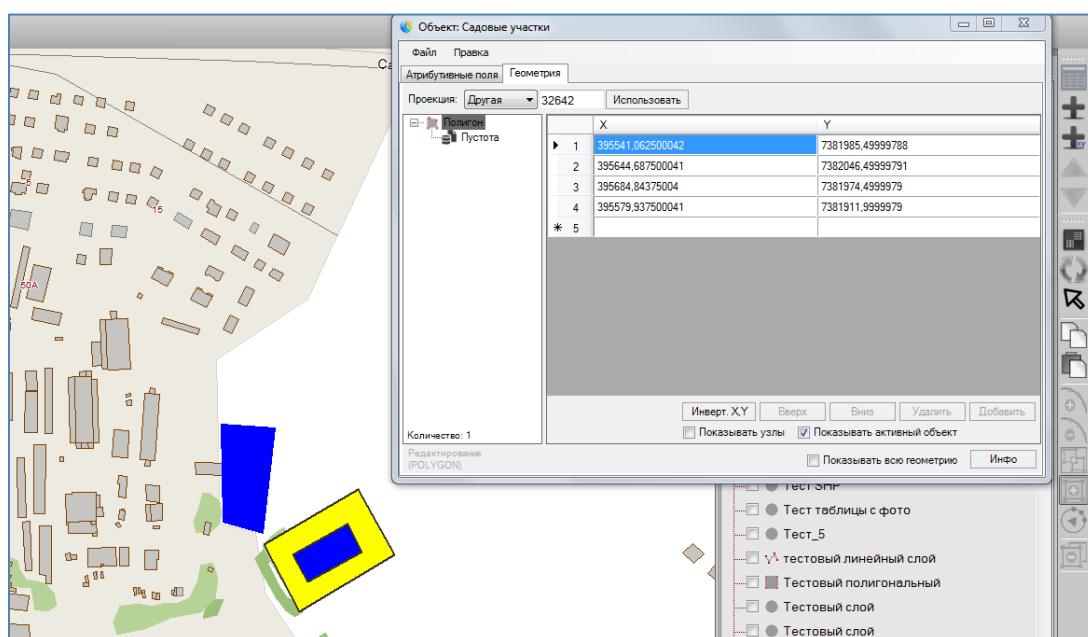 Объект: Садовые участки
Файл Правка
Са
Атрибутивные поля Геометрия
Проекция: Другая 32642 Использовать
Полигон
Пустота
X Y
1 395541,062500042 7381985,49999788
2 395644,687500041 7382046,49999791
3 395684,84375004 7381974,4999979
4 395579,937500041 7381911,9999979
5
5
15
50А
Инверт. X,Y Вверх Вниз Удалить Добавить
Показывать узлы Показывать активный объект
Количество: 1
Редактирование
(POLYGON)
Показывать всю геометрию Инфо
Тест SHP
Тест таблицы с фото
Тест_5
тестовый линейный слой
Тестовый полигональный
Тестовый слой
Тестовый слой